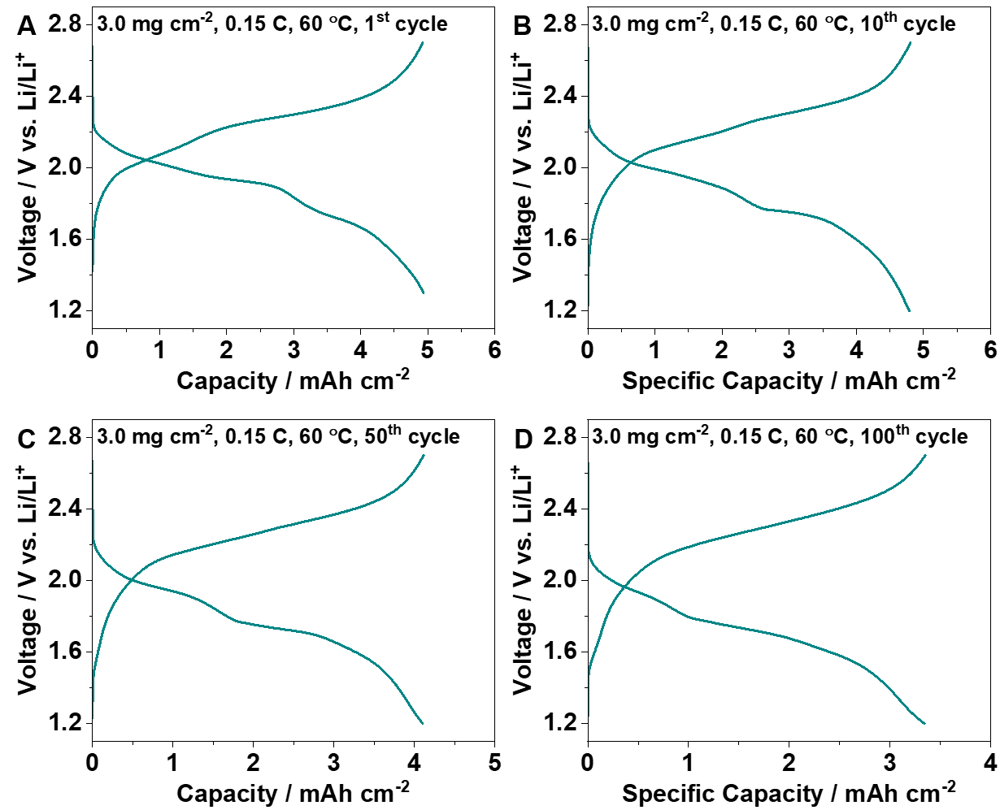 A
3.0 mg cm-2, 0.15 C, 60 °C, 1st cycle
Voltage / V vs. Li/Li+
2.8
2.4
2.0
1.6
1.2
0 1 2 3 4 5 6
Capacity / mAh cm-2
B
3.0 mg cm-2, 0.15 C, 60 °C, 10th cycle
Voltage / V vs. Li/Li+
2.8
2.4
2.0
1.6
1.2
0 1 2 3 4 5 6
Specific Capacity / mAh cm-2
C
3.0 mg cm-2, 0.15 C, 60 °C, 50th cycle
Voltage / V vs. Li/Li+
2.8
2.4
2.0
1.6
1.2
0 1 2 3 4 5
Capacity / mAh cm-2
D
3.0 mg cm-2, 0.15 C, 60 °C, 100th cycle
Voltage / V vs. Li/Li+
2.8
2.4
2.0
1.6
1.2
0 1 2 3 4
Specific Capacity / mAh cm-2